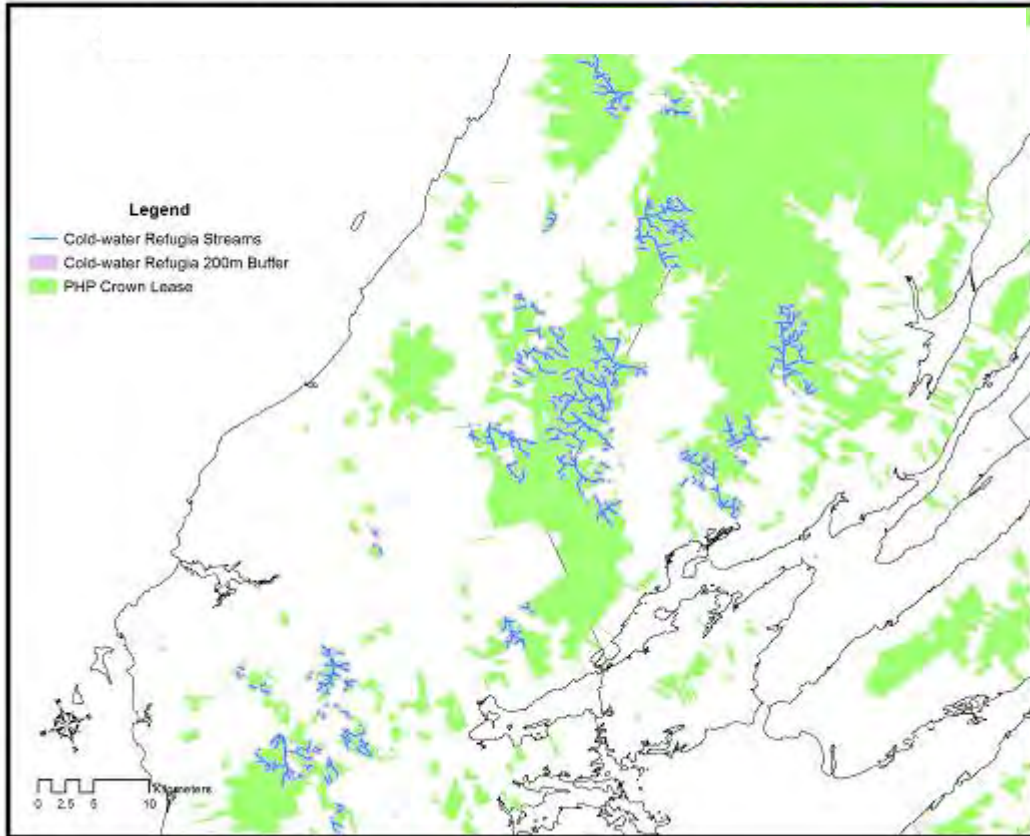 Legend
Cold-water Refugia Streams
Cold-water Refugia 200m Buffer
PHP Crown Lease
Kilometers
0 2.5 5 10